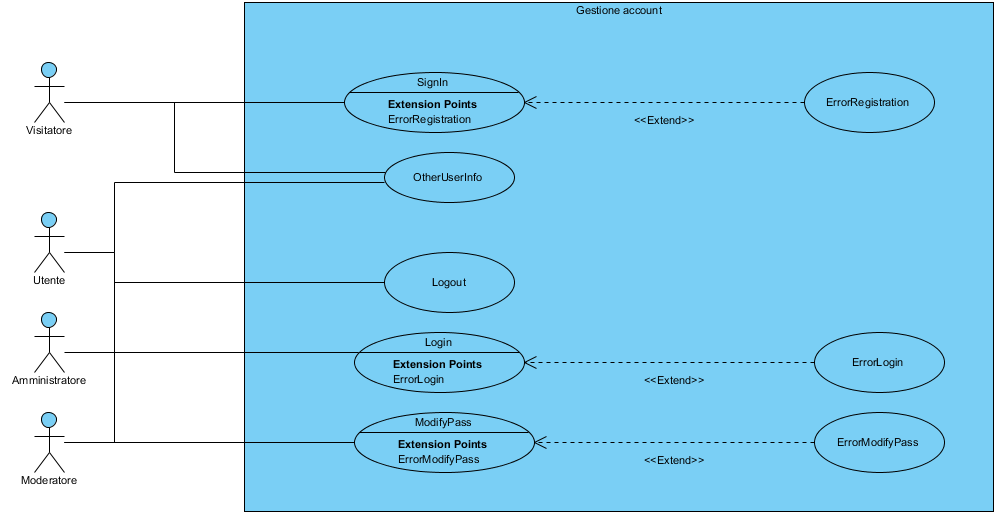 Gestione account
Visitatore
SignIn
Extension Points
ErrorRegistration
<<Extend>>
ErrorRegistration
OtherUserInfo
Utente
Logout
Amministratore
Login
Extension Points
ErrorLogin
<<Extend>>
ErrorLogin
Moderatore
ModifyPass
Extension Points
ErrorModifyPass
<<Extend>>
ErrorModifyPass